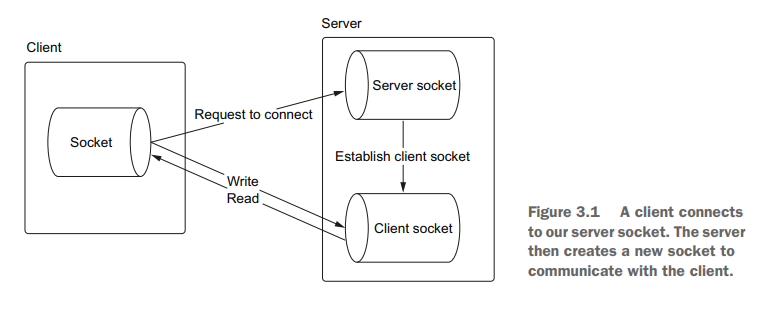 Server
Client
Server socket
Request to connect
Socket
Establish client socket
Write
Read
Client socket
Figure 3.1 A client connects
to our server socket. The server
then creates a new socket to
communicate with the client.